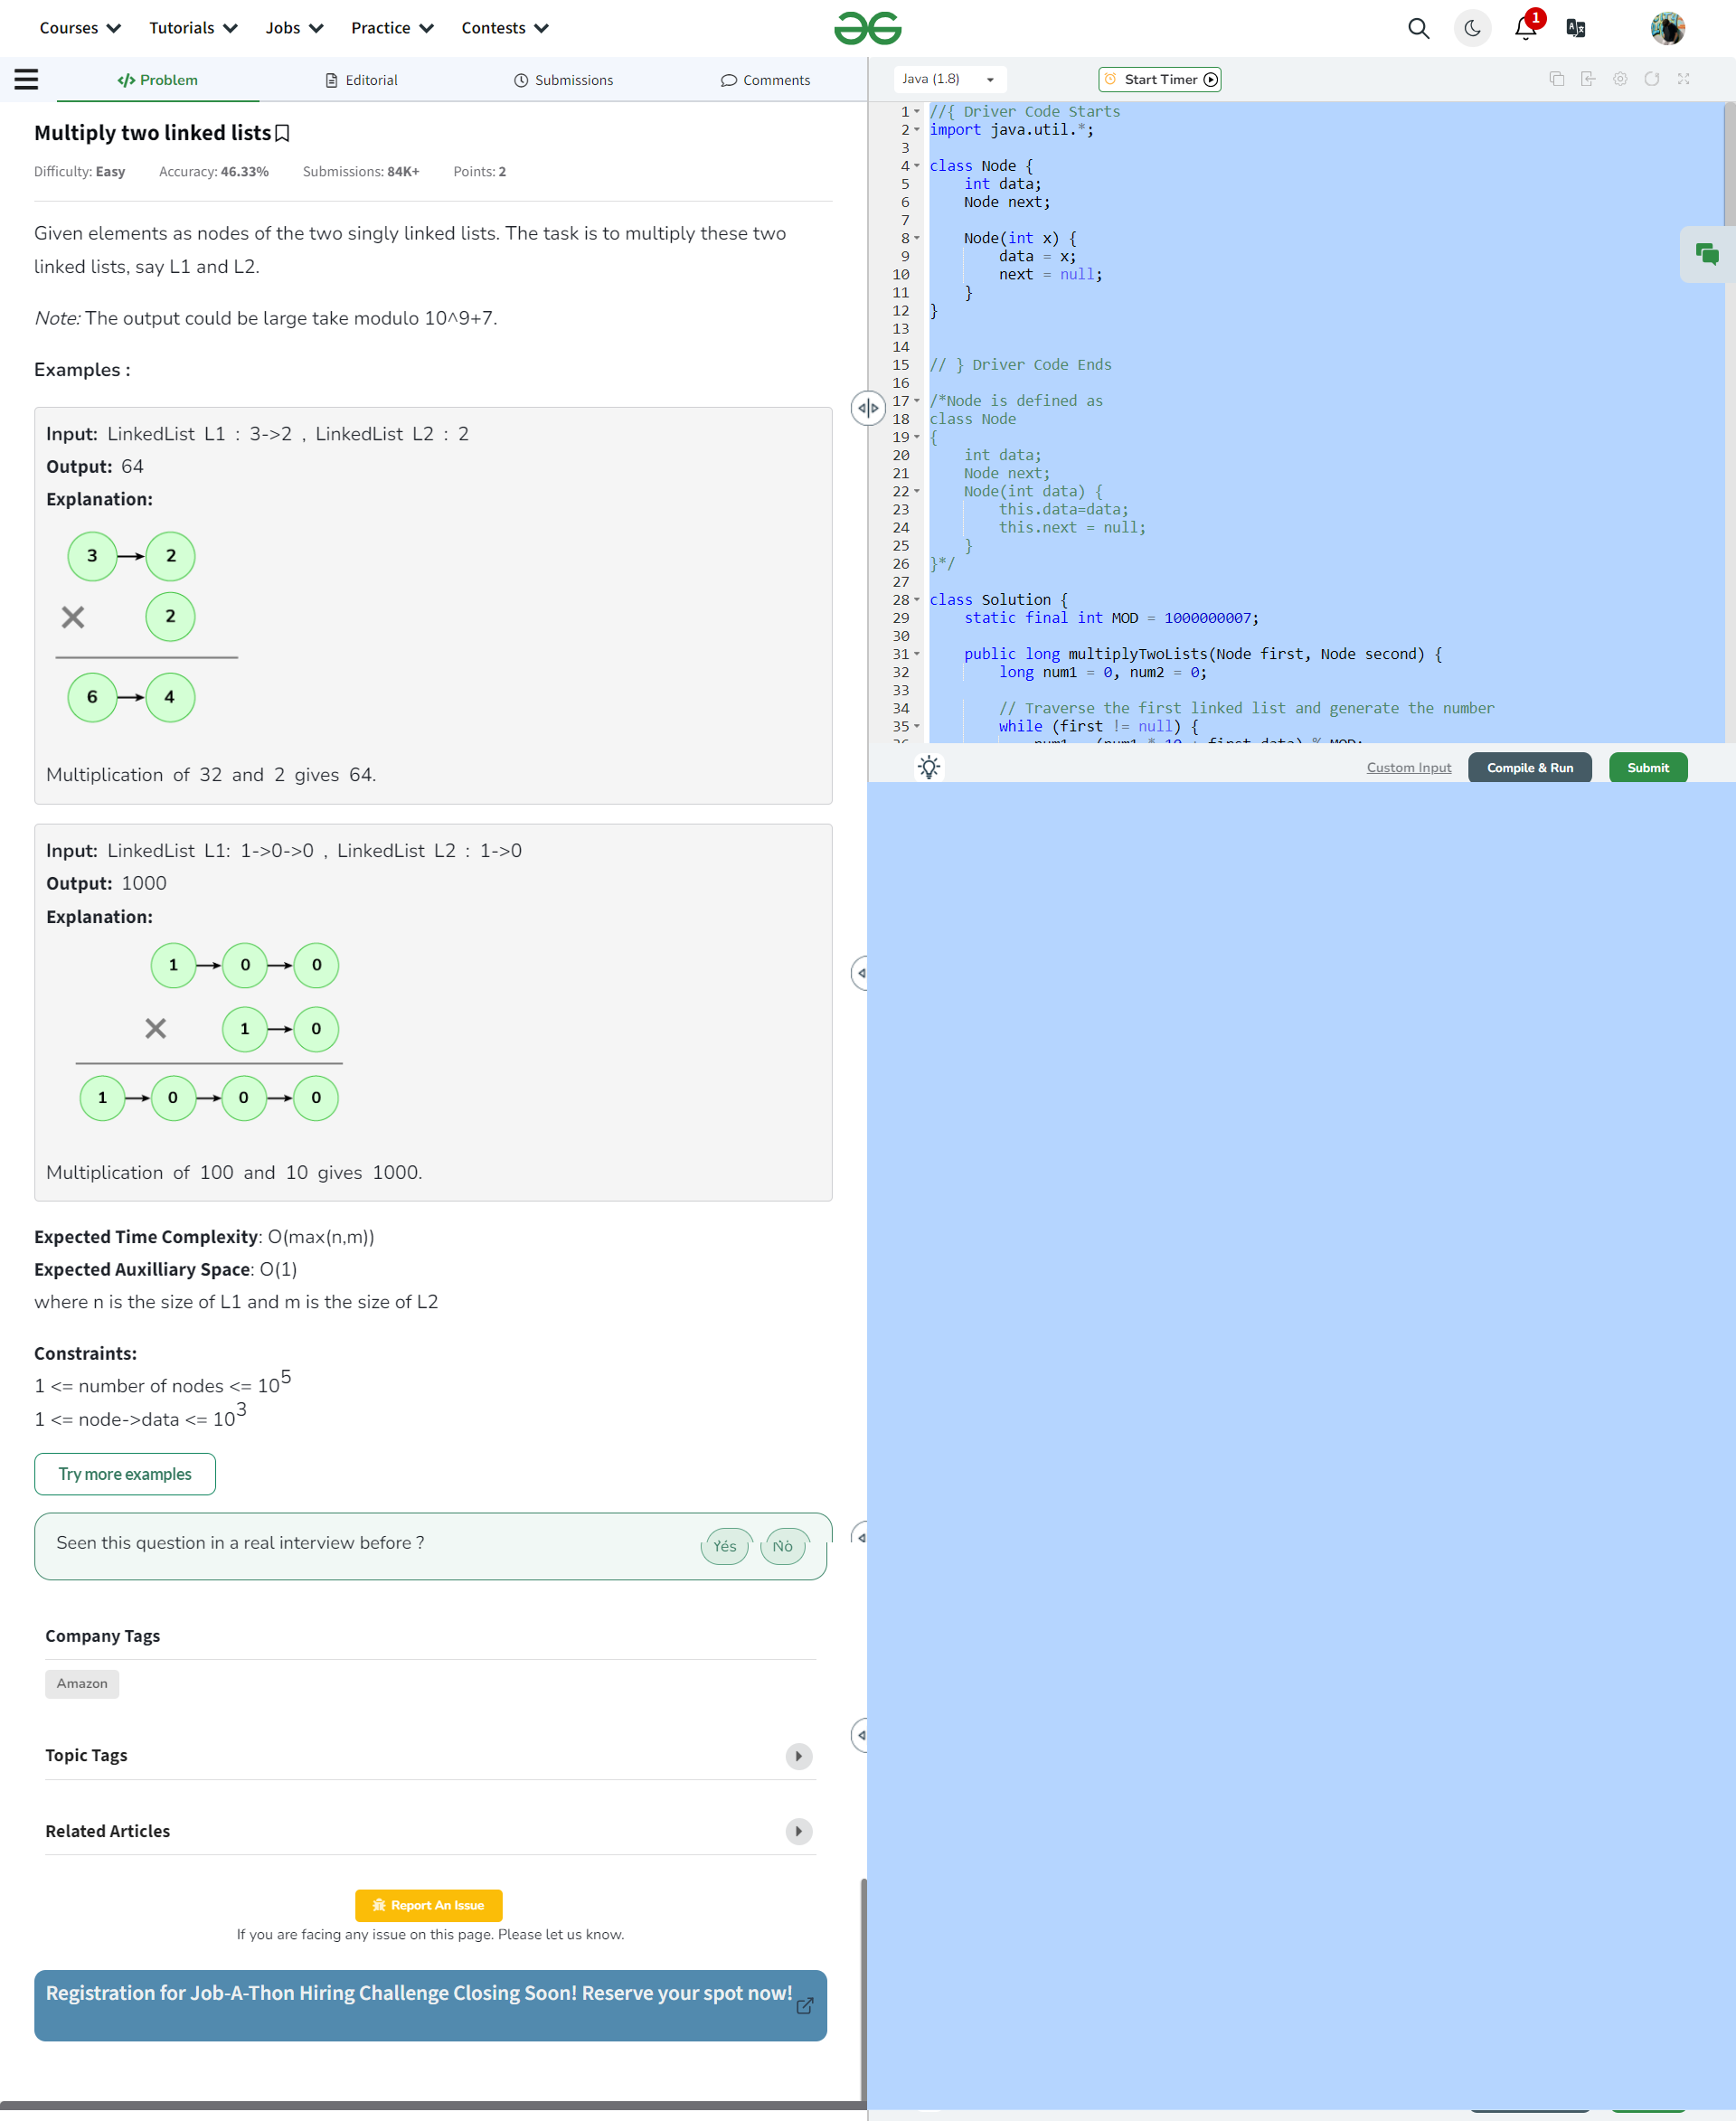 Courses Tutorials Jobs Practice Contests
1
Problem Editorial Submissions Comments
Multiply two linked lists
Difficulty: Easy Accuracy: 46.33% Submissions: 84K+ Points: 2
Given elements as nodes of the two singly linked lists. The task is to multiply these two
linked lists, say L1 and L2.
Note: The output could be large take modulo 10^9+7.
Examples :
Input: LinkedList L1 : 3->2 , LinkedList L2 : 2
Output: 64
Explanation:
3 2
2
6 4
Multiplication of 32 and 2 gives 64.
Input: LinkedList L1: 1->0->0 , LinkedList L2 : 1->0
Output: 1000
Explanation:
1 0 0
1 0
1 0 0 0
Multiplication of 100 and 10 gives 1000.
Expected Time Complexity: O(max(n,m))
Expected Auxilliary Space: O(1)
where n is the size of L1 and m is the size of L2
Constraints:
1 <= number of nodes <= 10^5
1 <= node->data <= 10^3
Try more examples
Seen this question in a real interview before ? Yes No
Company Tags
Amazon
Topic Tags
Related Articles
Report An Issue
If you are facing any issue on this page. Please let us know.
Registration for Job-A-Thon Hiring Challenge Closing Soon! Reserve your spot now!
Java (1.8) Start Timer
1 //{ Driver Code Starts
2 import java.util.*;
3
4 class Node {
5 int data;
6 Node next;
7
8 Node(int x) {
9 data = x;
10 next = null;
11 }
12 }
13
14
15 // } Driver Code Ends
16
17 /*Node is defined as
18 class Node
19 {
20 int data;
21 Node next;
22 Node(int data) {
23 this.data=data;
24 this.next = null;
25 }
26 }*/
27
28 class Solution {
29 static final int MOD = 1000000007;
30
31 public long multiplyTwoLists(Node first, Node second) {
32 long num1 = 0, num2 = 0;
33
34 // Traverse the first linked list and generate the number
35 while (first != null) {
Custom Input Compile & Run Submit